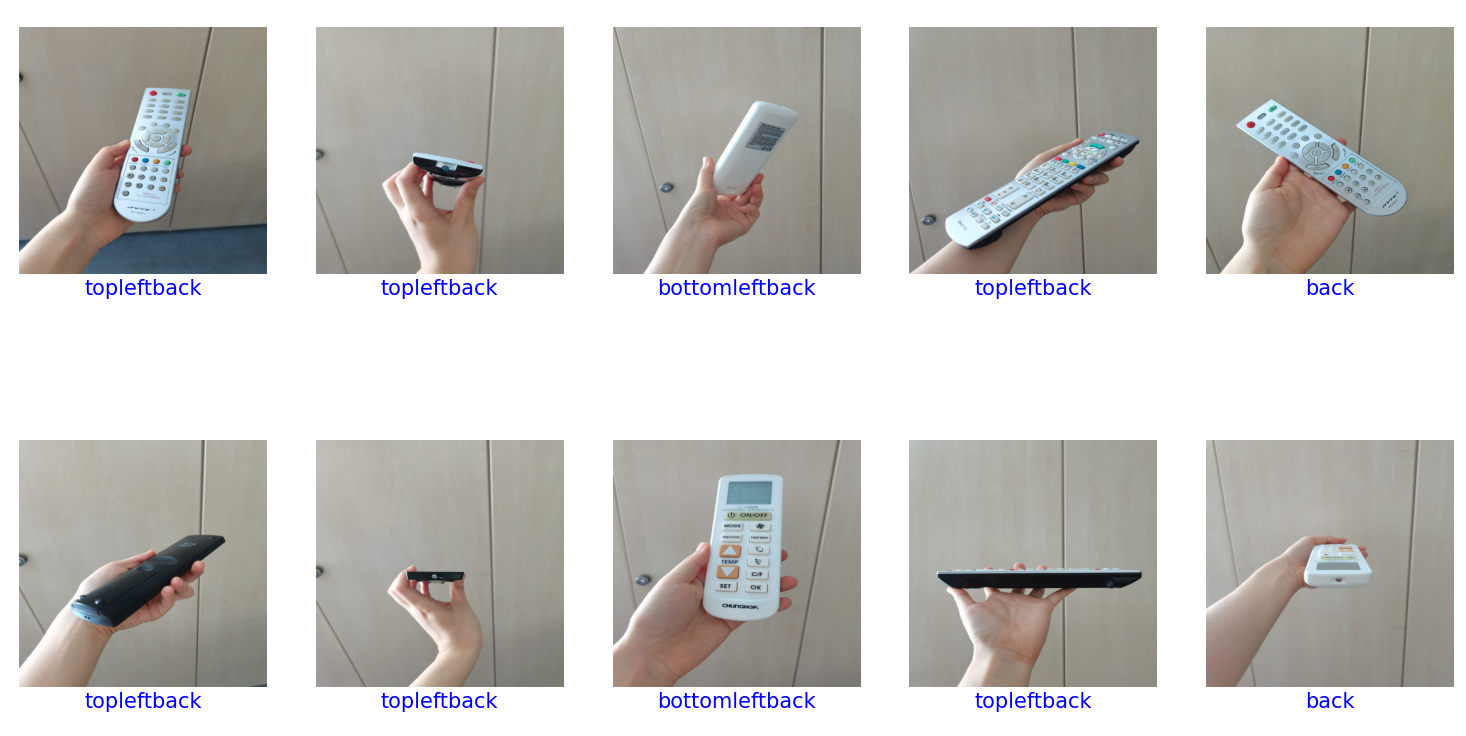 topleftback
topleftback
bottomleftback
topleftback
back
ON/OFF
MODE
TEMP
C/F
SET
OK
CHUNGHOP
topleftback
topleftback
bottomleftback
topleftback
back